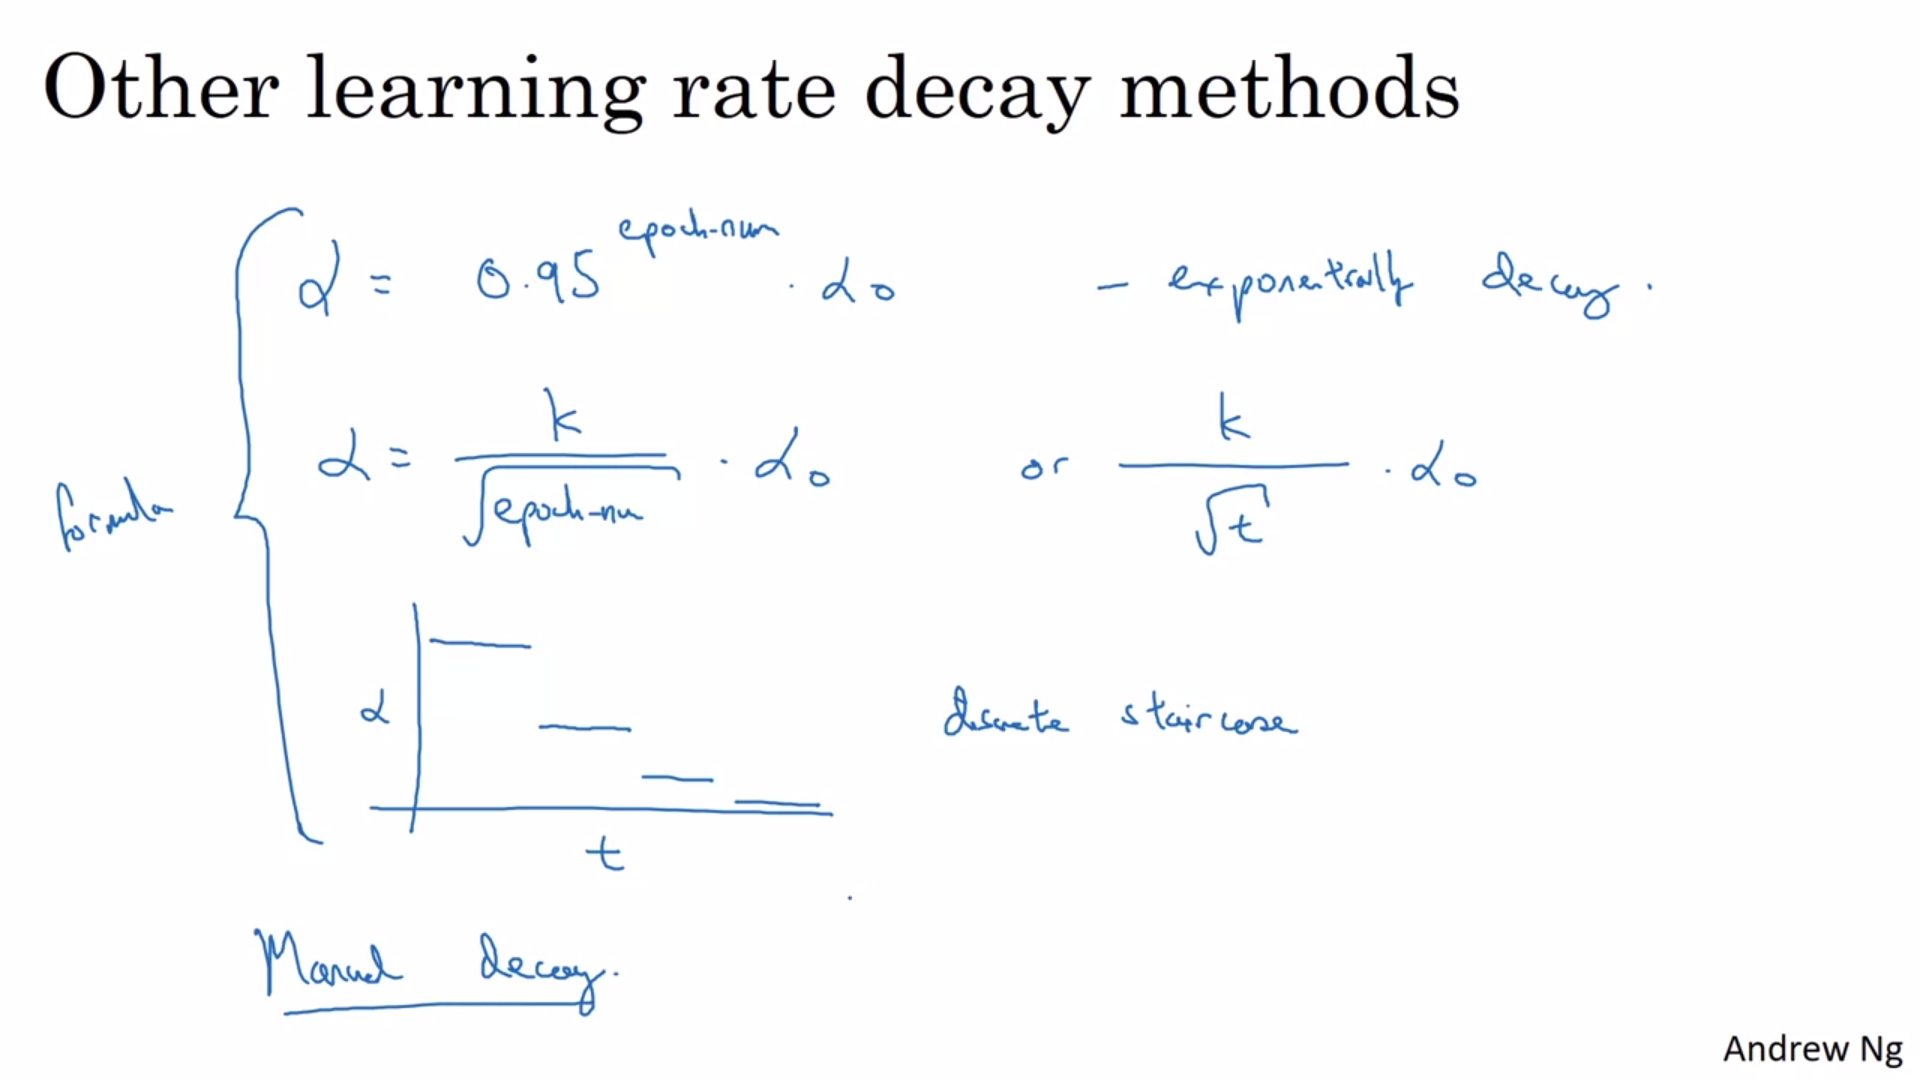 Other learning rate decay methods
α = 0.95^epoch-num · α₀ - exponentially decay.
formula
α = k/√epoch-num · α₀ or k/√t · α₀
α
discrete staircase
t
Manual decay.
Andrew Ng